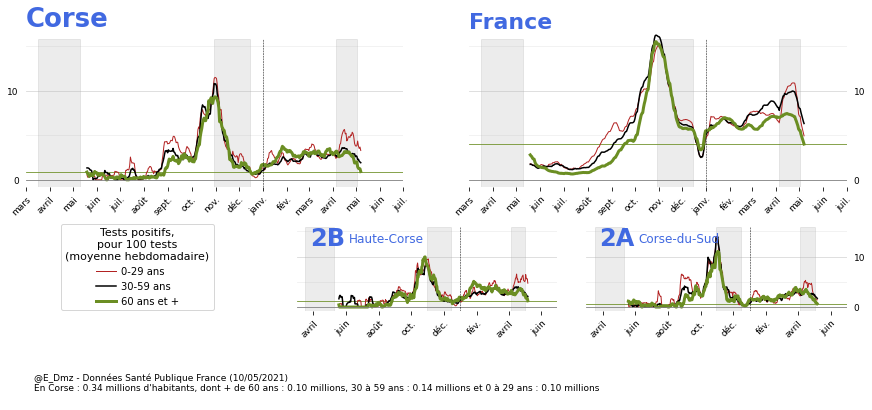 Corse
France
10
0
mars avril mai juin juil. août sept. oct. nov. déc. janv. fév. mars avril mai juin juil.
10
0
mars avril mai juin juil. août sept. oct. nov. déc. janv. fév. mars avril mai juin juil.
Tests positifs,
pour 100 tests
(moyenne hebdomadaire)
0-29 ans
30-59 ans
60 ans et +
2B Haute-Corse
avril juin août oct. déc. fév. avril juin
2A Corse-du-Sud
10
0
avril juin août oct. déc. fév. avril juin
@E_Dmz - Données Santé Publique France (10/05/2021)
En Corse : 0.34 millions d'habitants, dont + de 60 ans : 0.10 millions, 30 à 59 ans : 0.14 millions et 0 à 29 ans : 0.10 millions